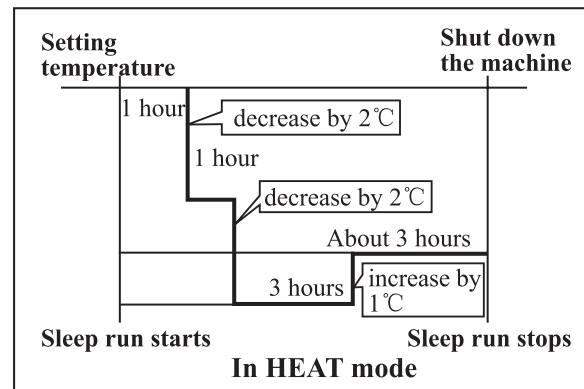 Setting
temperature
Shut down
the machine
1 hour
decrease by 2℃
1 hour
decrease by 2℃
About 3 hours
3 hours
increase by
1℃
Sleep run starts
Sleep run stops
In HEAT mode